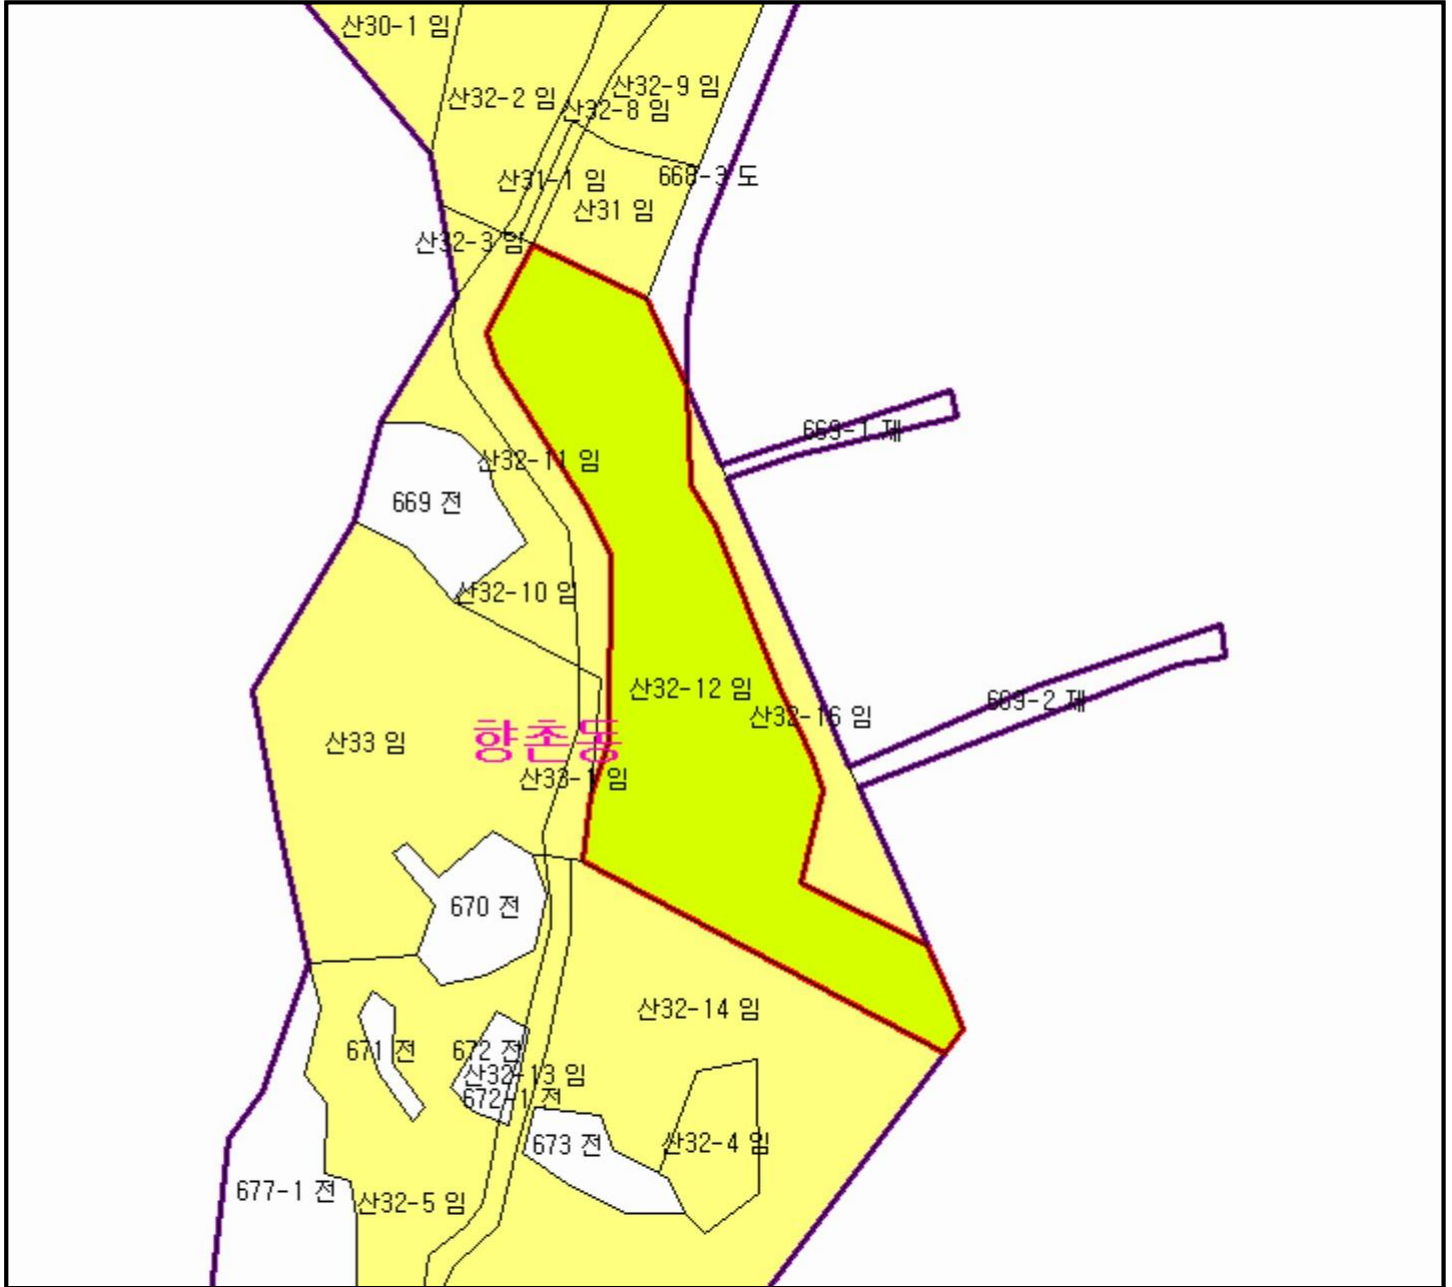 산30-1 임
산32-9 임
산32-2 임
산32-8 임
668-3 도
산31-1 임
산31 임
산32-3 임
669-1 제
산32-11 임
669 전
산32-10 임
산32-12 임
669-2 제
산32-16 임
산33 임
향촌동
산33-1 임
670 전
산32-14 임
671 전
672 전
산32-13 임
672-1 전
673 전
산32-4 임
677-1 전
산32-5 임